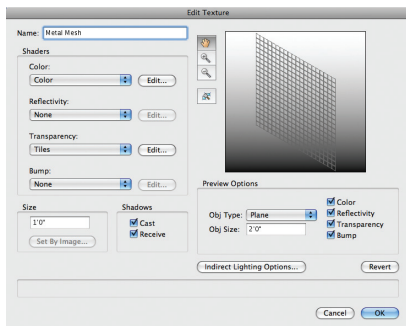 Edit Texture
Name: Metal Mesh
Shaders
Color:
Color Edit...
Reflectivity:
None Edit...
Transparency:
Tiles Edit...
Bump:
None Edit...
Size
1'0"
Set By Image...
Shadows
Cast
Receive
Preview Options
Obj Type: Plane
Obj Size: 2'0"
Color
Reflectivity
Transparency
Bump
Indirect Lighting Options...
Revert
Cancel
OK